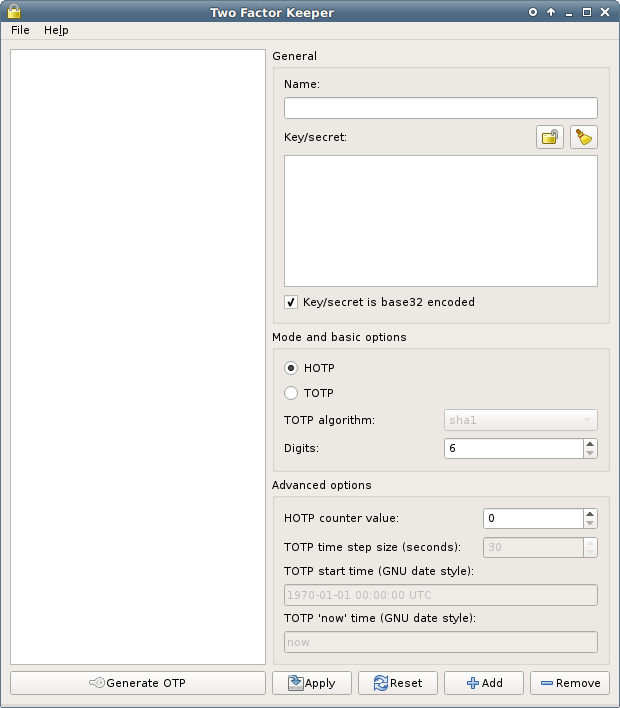 Two Factor Keeper
File Help
General
Name:
Key/secret:
Key/secret is base32 encoded
Mode and basic options
HOTP
TOTP
TOTP algorithm: sha1
Digits: 6
Advanced options
HOTP counter value: 0
TOTP time step size (seconds): 30
TOTP start time (GNU date style):
1970-01-01 00:00:00 UTC
TOTP 'now' time (GNU date style):
now
Generate OTP Apply Reset Add Remove